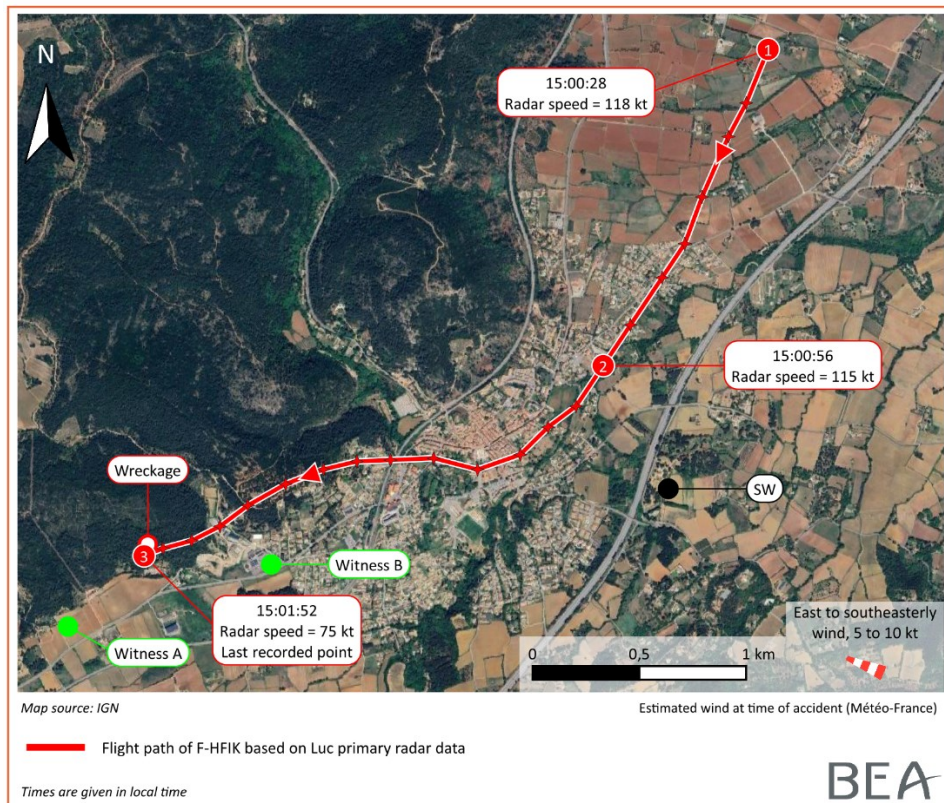 N
1
15:00:28
Radar speed = 118 kt
2
15:00:56
Radar speed = 115 kt
Wreckage
SW
3
Witness B
15:01:52
Radar speed = 75 kt
Last recorded point
Witness A
East to southeasterly
wind, 5 to 10 kt
0 0,5 1 km
Map source: IGN
Estimated wind at time of accident (Météo-France)
Flight path of F-HFIK based on Luc primary radar data
Times are given in local time
BEA